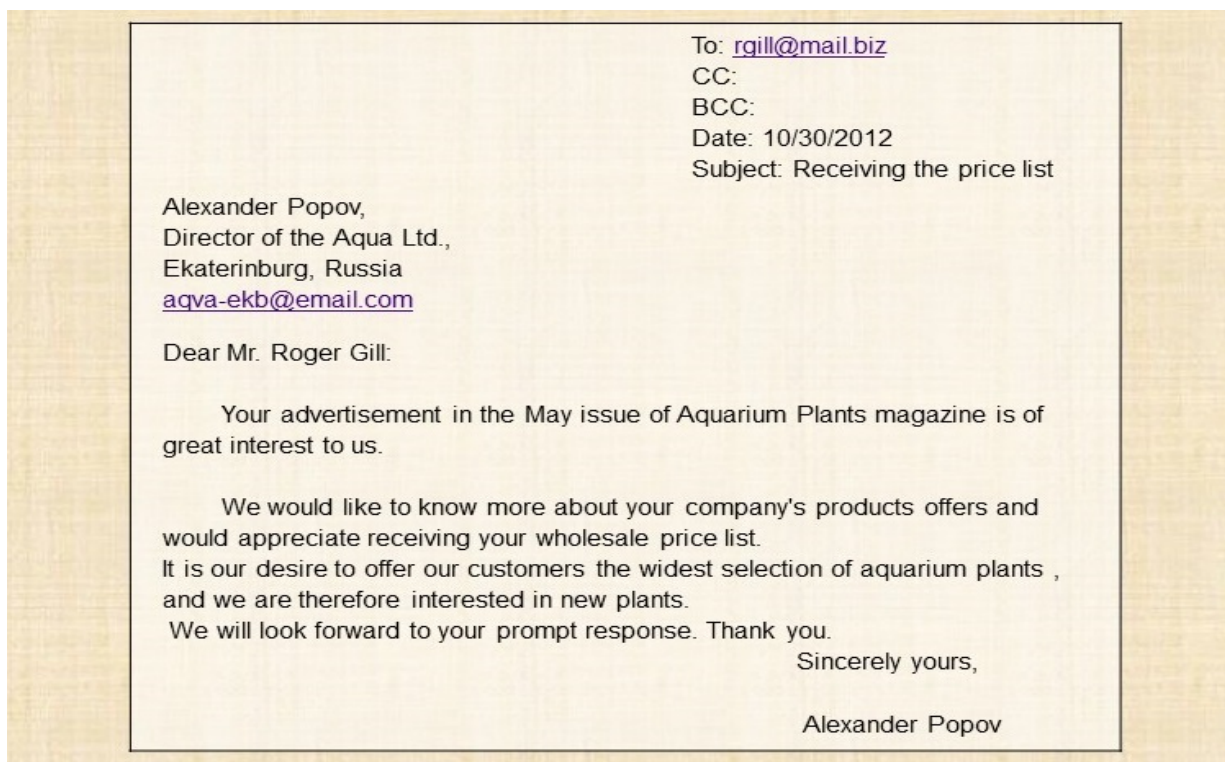 To: rgill@mail.biz
CC:
BCC:
Date: 10/30/2012
Subject: Receiving the price list
Alexander Popov,
Director of the Aqua Ltd.,
Ekaterinburg, Russia
aqva-ekb@email.com
Dear Mr. Roger Gill:
Your advertisement in the May issue of Aquarium Plants magazine is of
great interest to us.
We would like to know more about your company's products offers and
would appreciate receiving your wholesale price list.
It is our desire to offer our customers the widest selection of aquarium plants ,
and we are therefore interested in new plants.
We will look forward to your prompt response. Thank you.
Sincerely yours,
Alexander Popov